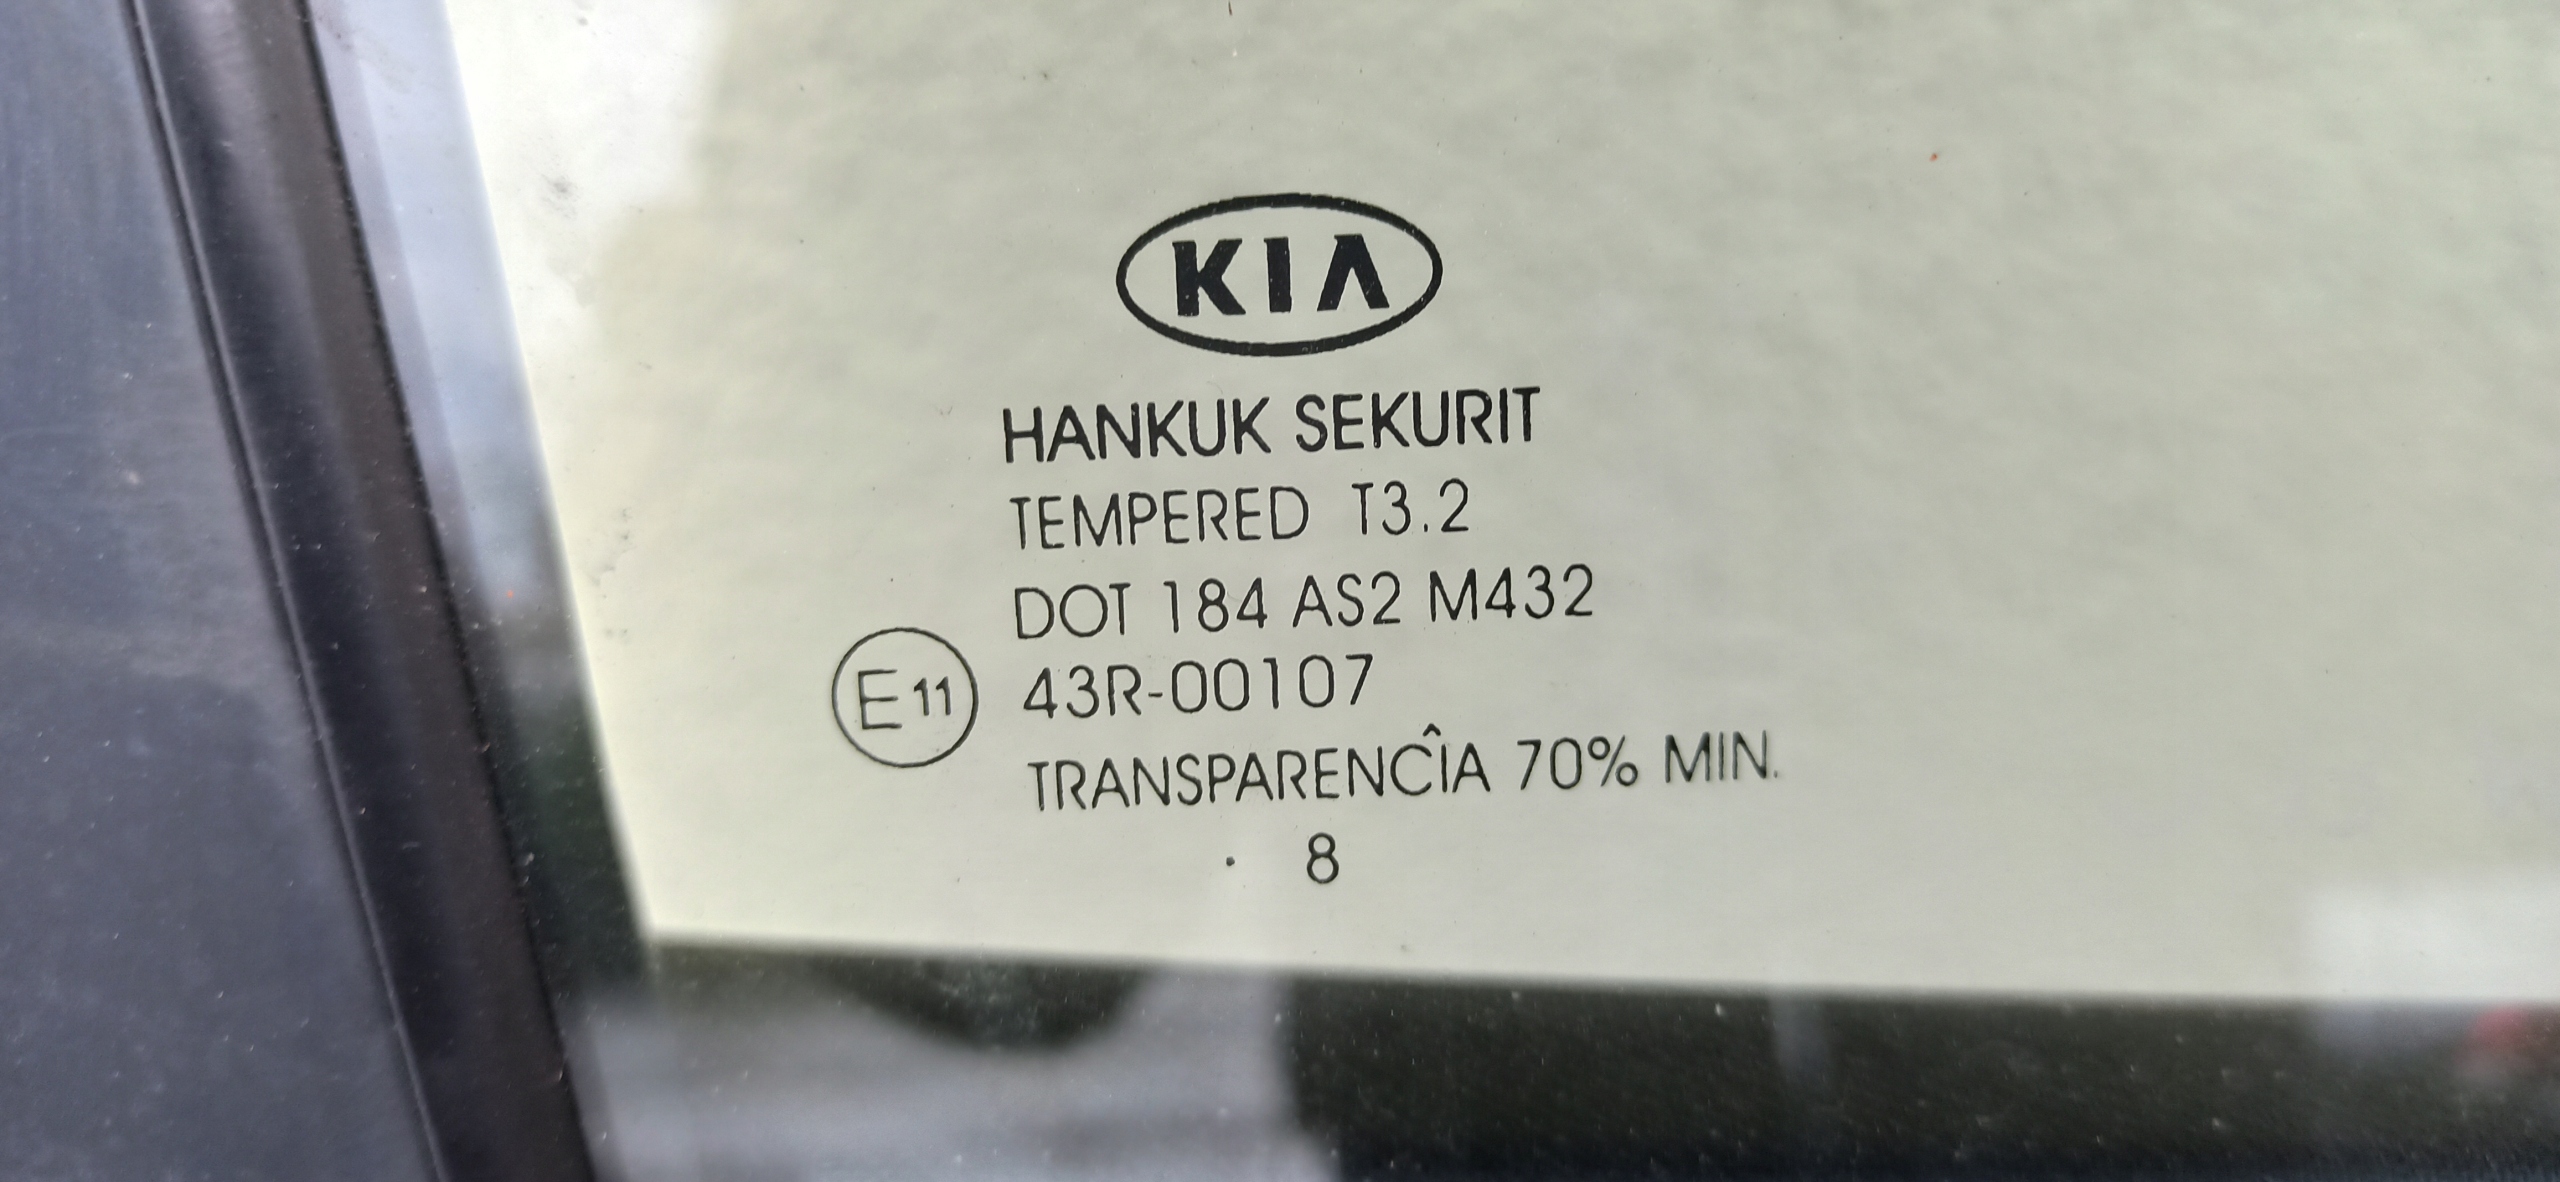 KIA
HANKUK SEKURIT
TEMPERED T3.2
DOT 184 AS2 M432
E11 43R-00107
TRANSPARENCÎA 70% MIN.
. 8